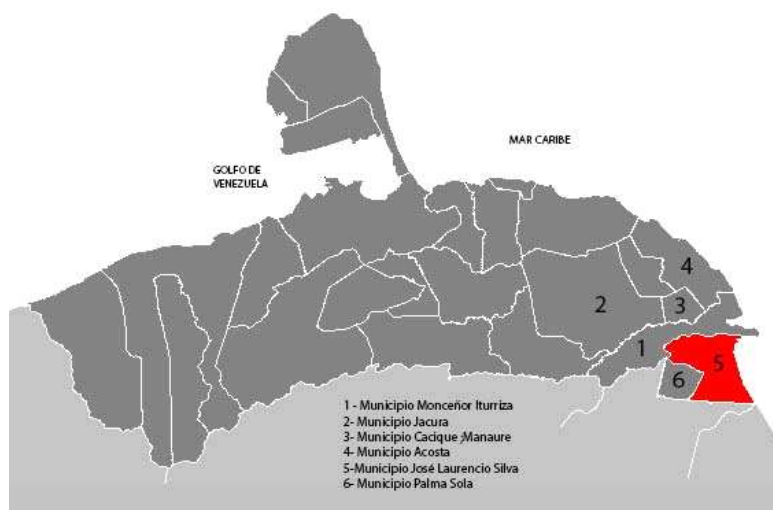 MAR CARIBE
GOLFO DE
VENEZUELA
4
2
3
1
5
6
1 - Municipio Monceñor Iturriza
2- Municipio Jacura
3- Municipio Cacique ;Manaure
4- Municipio Acosta
5-Municipio José Laurencio Silva
6- Municipio Palma Sola